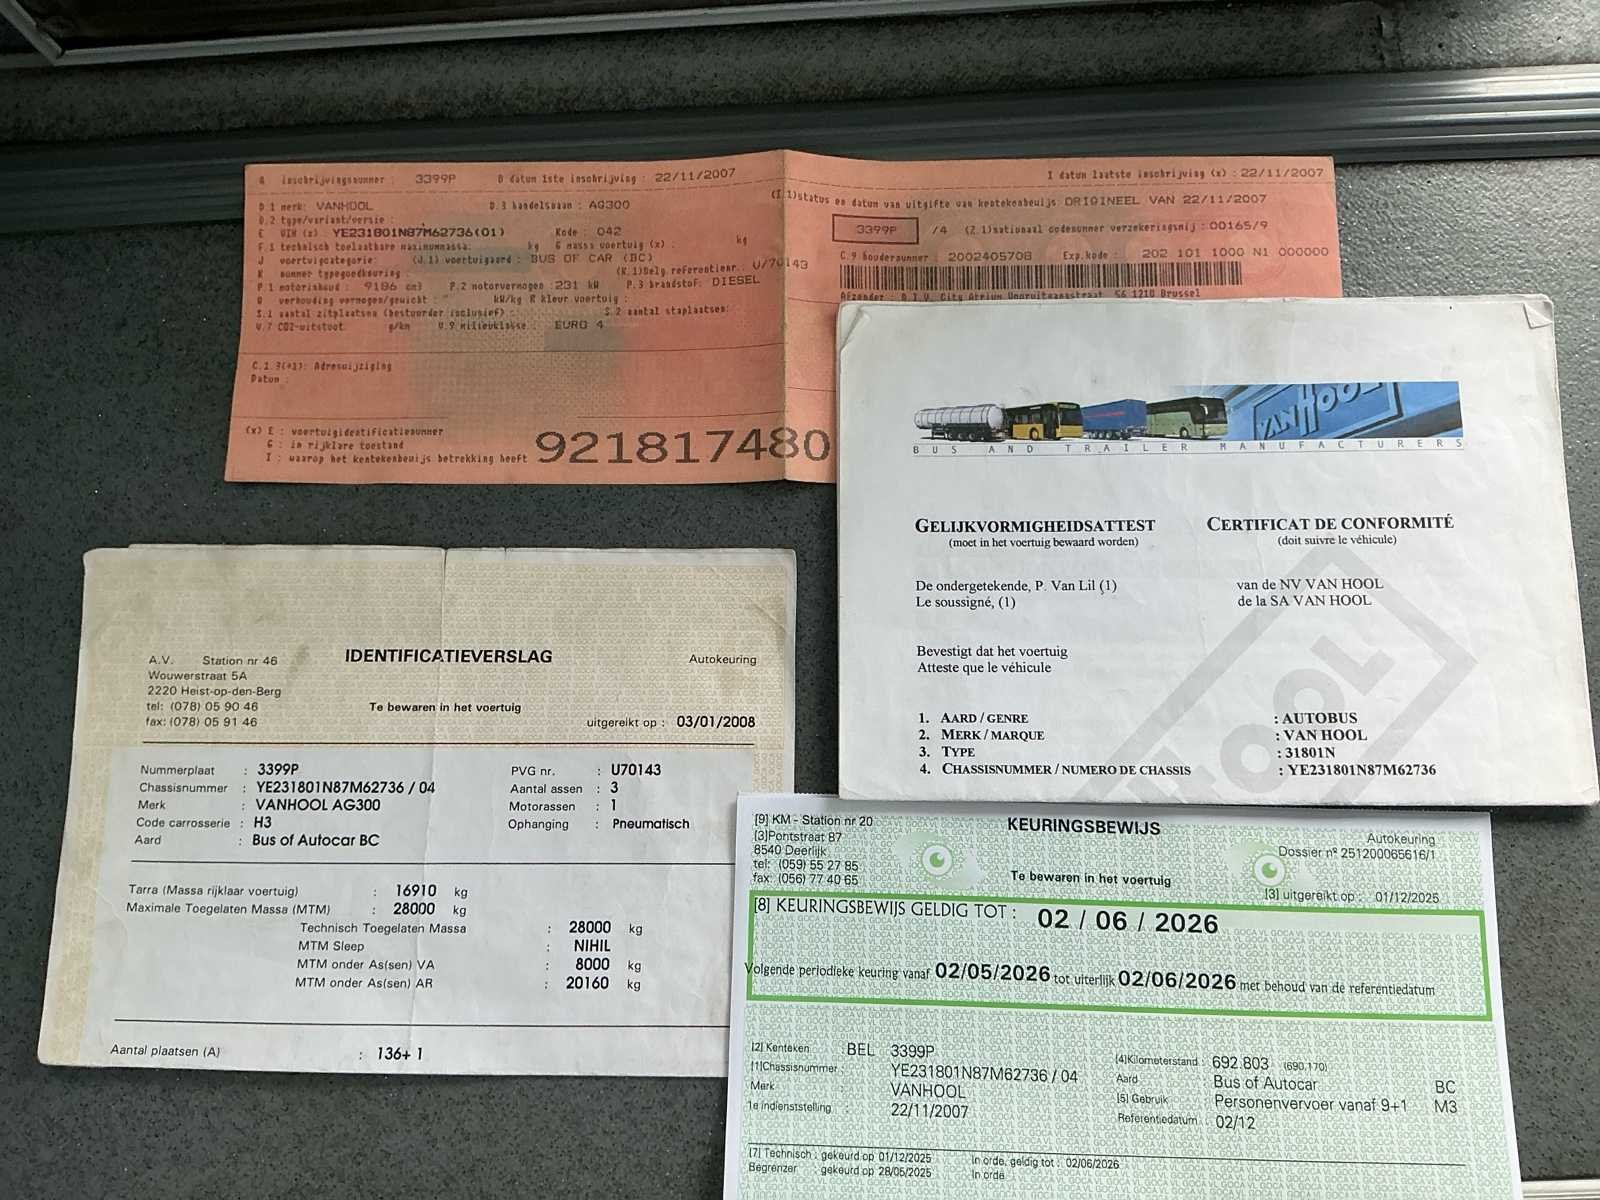 A inschrijvingsnummer : 3399P B datum 1ste inschrijving : 22/11/2007
D.1 merk: VANHOOL D.3 handelsnaam : AG300
D.2 type/variant/versie :
E VIN (x) : YE231801N87M62736(01) Kode : 042
F.1 technisch toelaatbare maximummassa: kg G massa voertuig (x) : kg
J voertuigcategorie: (J.1) voertuigaard : BUS OF CAR (BC)
K nummer typegoedkeuring : (K.1)Belg.referentienr.. U/70143
P.1 motorinhoud : 9186 cm3 P.2 motorvermogen :231 kW P.3 brandstof: DIESEL
Q verhouding vermogen/gewicht : kW/kg R kleur voertuig :
S.1 aantal zitplaatsen (bestuurder inclusief) : S.2 aantal staplaatsen:
V.7 CO2-uitstoot: g/km V.9 milieuklasse : EURO 4
C.1.3(+1): Adreswijziging
Datum :
(x) E : voertuigidentificatienummer
G : in rijklare toestand
I : waarop het kentekenbewijs betrekking heeft
921817480
I datum laatste inschrijving (x) : 22/11/2007
(I.1)status en datum van uitgifte van kentekenbewijs: ORIGINEEL VAN 22/11/2007
3399P /4 (Z.1)nationaal codenummer verzekeringsmij :00165/9
C.9 houdernummer : 2002405708 Exp.kode : 202 101 1000 N1 000000
Afzender : D.I.V. City Atrium Vooruitgangstraat 56 1210 Brussel
VAN HOOL
BUS AND TRAILER MANUFACTURERS
GELIJKVORMIGHEIDSATTEST CERTIFICAT DE CONFORMITÉ
(moet in het voertuig bewaard worden) (doit suivre le véhicule)
De ondergetekende, P. Van Lil (1) van de NV VAN HOOL
Le soussigné, (1) de la SA VAN HOOL
Bevestigt dat het voertuig
Atteste que le véhicule
1. AARD / GENRE : AUTOBUS
2. MERK / MARQUE : VAN HOOL
3. TYPE : 31801N
4. CHASSISNUMMER / NUMERO DE CHASSIS : YE231801N87M62736
HOOL
IDENTIFICATIEVERSLAG
A.V. Station nr 46 Autokeuring
Wouwerstraat 5A
2220 Heist-op-den-Berg
tel: (078) 05 90 46 Te bewaren in het voertuig
fax: (078) 05 91 46 uitgereikt op : 03/01/2008
Nummerplaat : 3399P PVG nr. : U70143
Chassisnummer : YE231801N87M62736 / 04 Aantal assen : 3
Merk : VANHOOL AG300 Motorassen : 1
Code carrosserie : H3 Ophanging : Pneumatisch
Aard : Bus of Autocar BC
Tarra (Massa rijklaar voertuig) : 16910 kg
Maximale Toegelaten Massa (MTM) : 28000 kg
Technisch Toegelaten Massa : 28000 kg
MTM Sleep : NIHIL
MTM onder As(sen) VA : 8000 kg
MTM onder As(sen) AR : 20160 kg
Aantal plaatsen (A) : 136+ 1
[9] KM - Station nr 20 KEURINGSBEWIJS Autokeuring
[3]Pontstraat 87 Dossier nº 251200065616/1
8540 Deerlijk
tel: (059) 55 27 85 Te bewaren in het voertuig
fax: (056) 77 40 65 [3] uitgereikt op : 01/12/2025
[8] KEURINGSBEWIJS GELDIG TOT : 02 / 06 / 2026
Volgende periodieke keuring vanaf 02/05/2026 tot uiterlijk 02/06/2026 met behoud van de referentiedatum
[2] Kenteken :BEL 3399P [4]Kilometerstand : 692.803 (690,170)
[1]Chassisnummer : YE231801N87M62736 / 04 Aard : Bus of Autocar BC
Merk : VANHOOL [5] Gebruik : Personenvervoer vanaf 9+1 M3
1e indienststelling : 22/11/2007 Referentiedatum : 02/12
[7] Technisch : gekeurd op 01/12/2025 In orde, geldig tot : 02/06/2026
Begrenzer : gekeurd op 28/05/2025 In orde